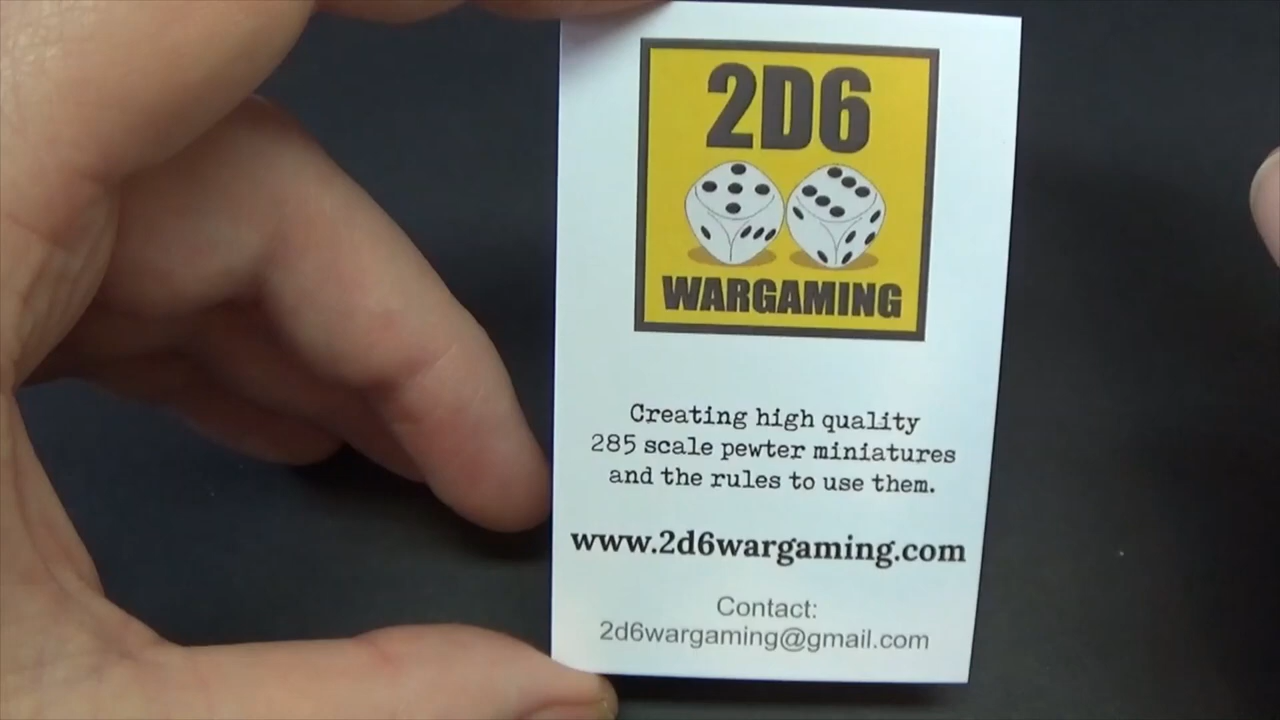 2D6
WARGAMING
Creating high quality
285 scale pewter miniatures
and the rules to use them.
www.2d6wargaming.com
Contact:
2d6wargaming@gmail.com